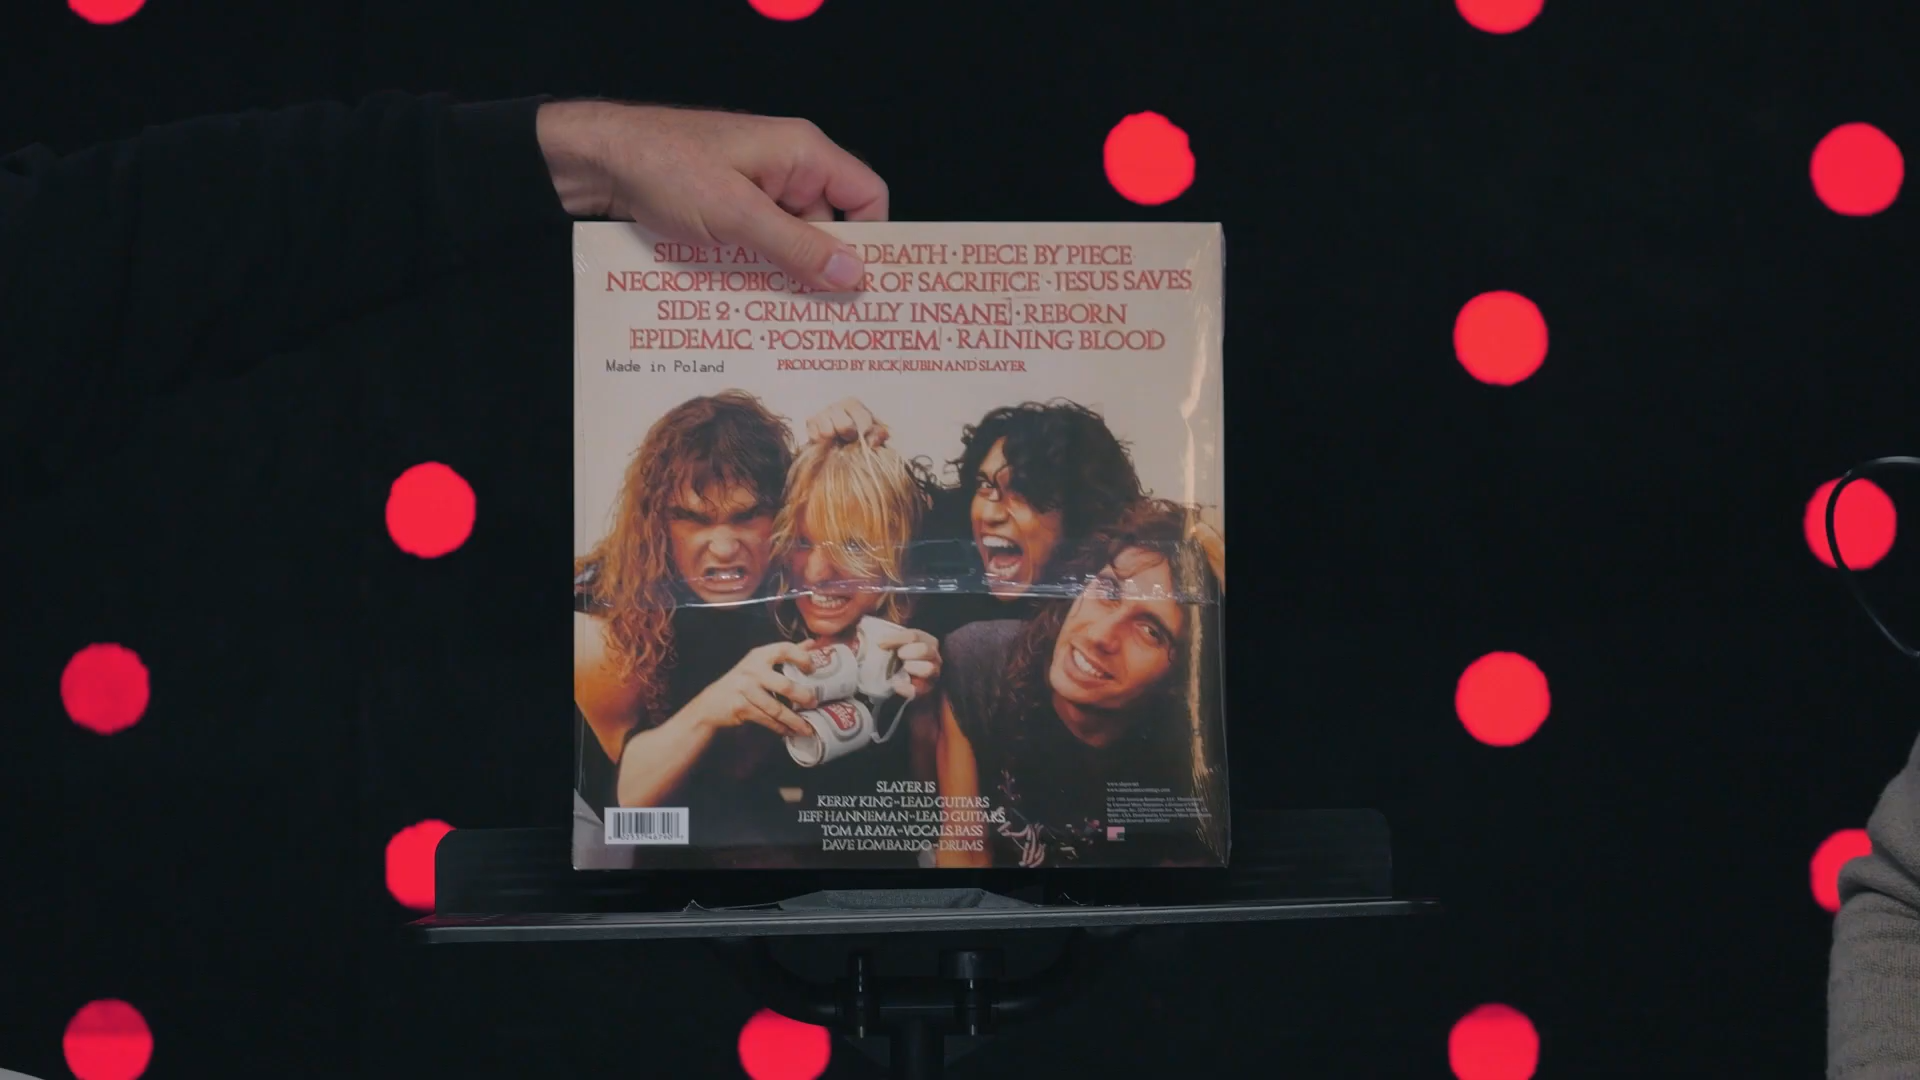 SIDE 1 · AN DEATH · PIECE BY PIECE
NECROPHOBIC · R OF SACRIFICE · JESUS SAVES
SIDE 2 · CRIMINALLY INSANE · REBORN
EPIDEMIC · POSTMORTEM · RAINING BLOOD
Made in Poland
PRODUCED BY RICK RUBIN AND SLAYER
SLAYER IS
KERRY KING-LEAD GUITARS
JEFF HANNEMAN-LEAD GUITARS
TOM ARAYA-VOCALS, BASS
DAVE LOMBARDO-DRUMS